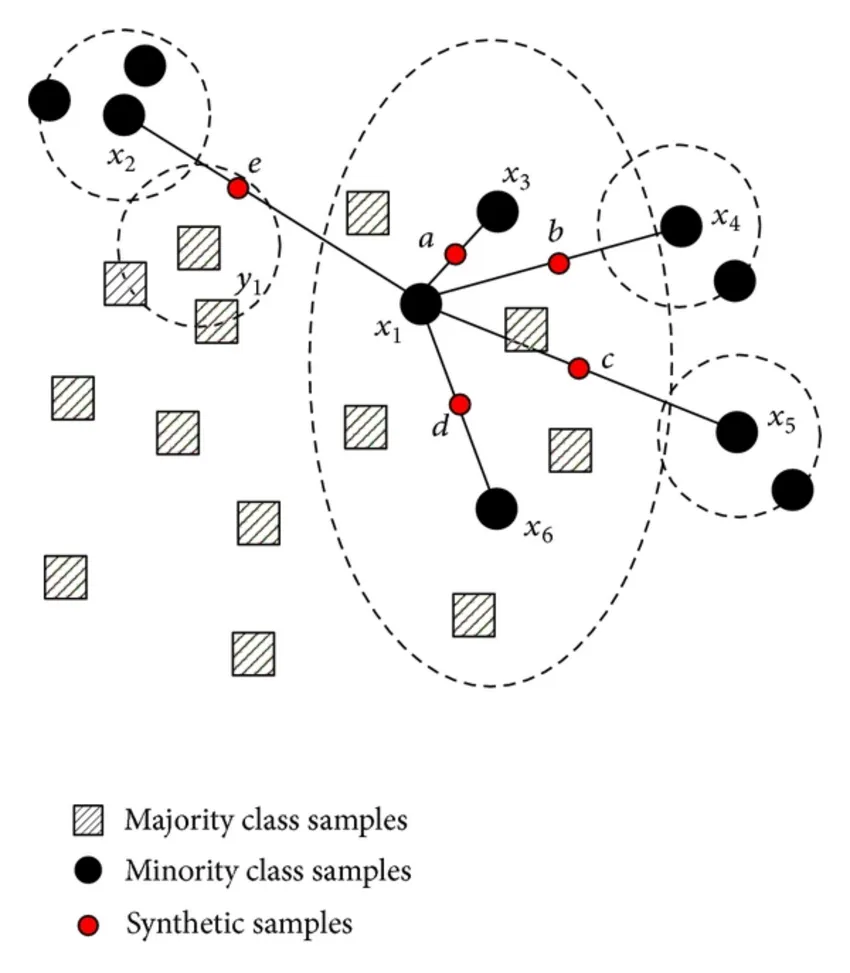 x₂
e
x₃
x₄
a
b
y₁
x₁
c
x₅
d
x₆
Majority class samples
Minority class samples
Synthetic samples